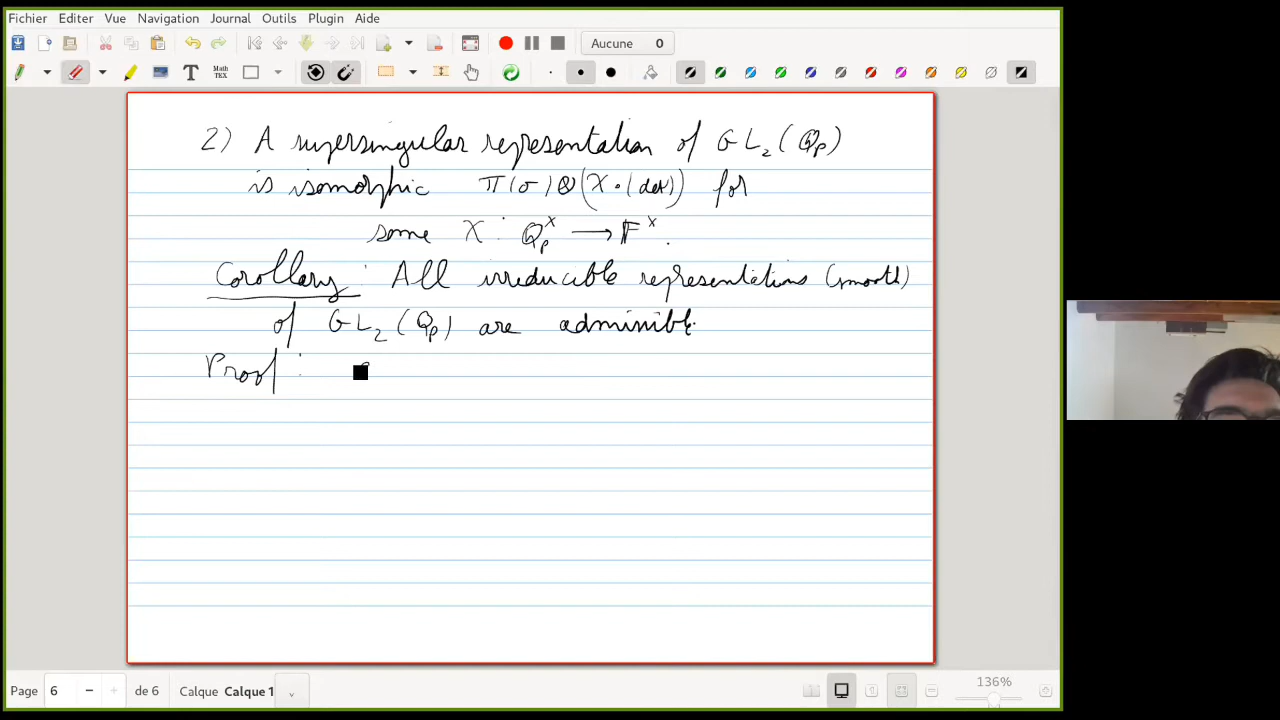 Fichier Editer Vue Navigation Journal Outils Plugin Aide
Aucune 0
2) A supersingular representation of GL₂(ℚₚ)
is isomorphic π(σ)⊗(χ∘(det)) for
some χ : ℚₚˣ → 𝔽ˣ.
Corollary : All irreducible representations (smooth)
of GL₂(ℚₚ) are admissible.
Proof :
Page 6 de 6 Calque Calque 1 136%